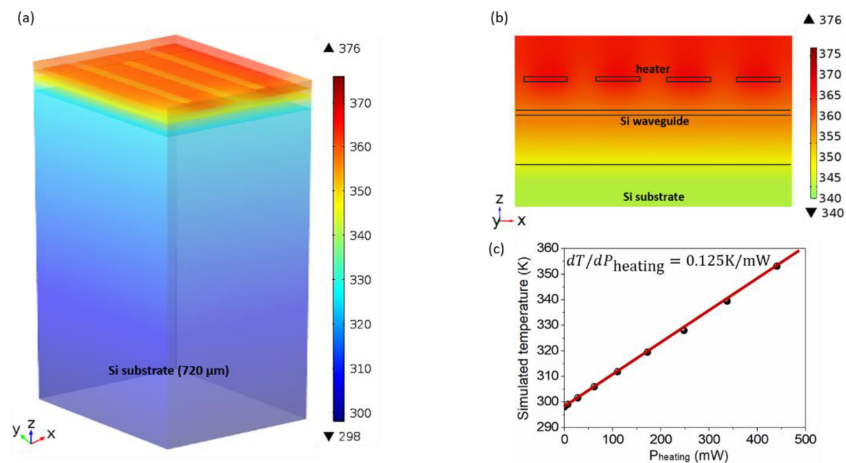 (a)
▲ 376
370
360
350
340
330
320
310
300
▼ 298
Si substrate (720 μm)
z
y
x
(b)
▲ 376
heater
Si waveguide
Si substrate
375
370
365
360
355
350
345
340
▼ 340
z
y
x
(c)
dT/dP heating = 0.125K/mW
Simulated temperature (K)
360
350
340
330
320
310
300
290
0 100 200 300 400 500
Pheating (mW)